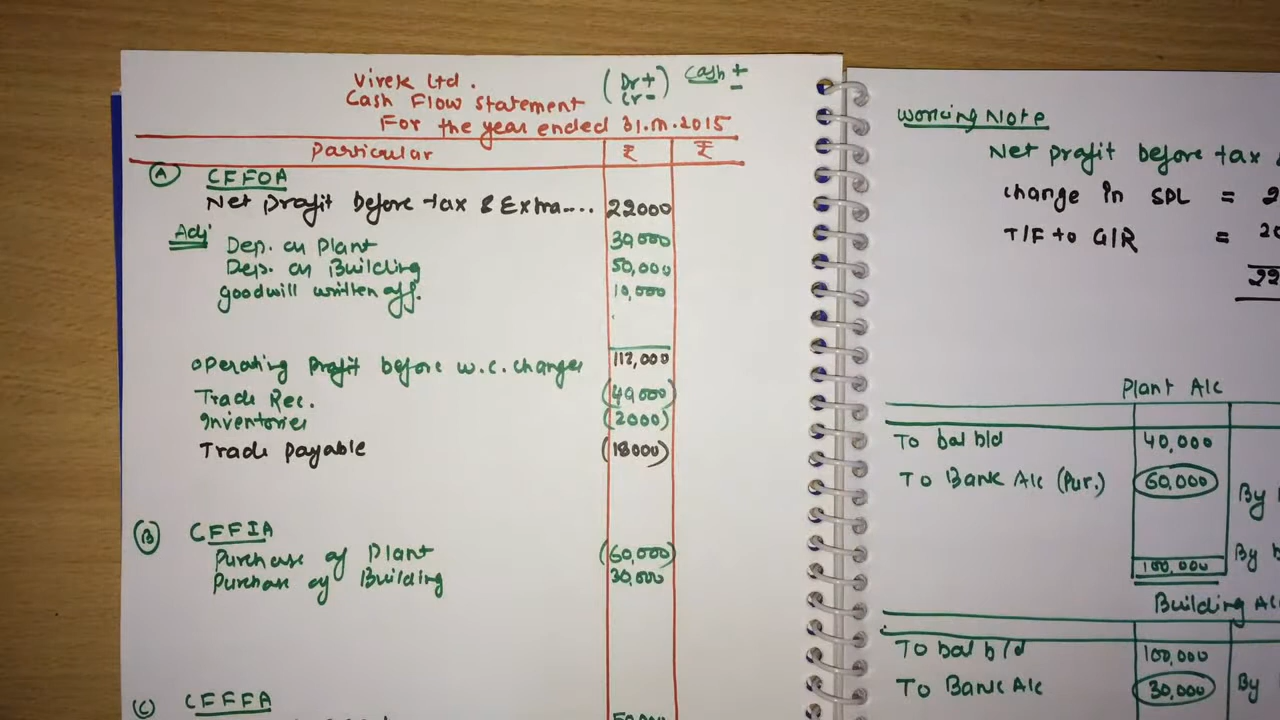 Vivek Ltd. (Dr+ Cr-) Cash + -
Cash Flow Statement
For the year ended 31.m.2015
Particular ₹ ₹
(A) CFFOA
Net profit before tax & Extra.... 22000
Adj
Dep. on Plant 30,000
Dep. on Building 50,000
goodwill written off. 10,000
operating profit before w.c. changes 112,000
Trade Rec. (49000)
Inventories (2000)
Trade payable (18000)
(B) CFFIA
Purchase of Plant (60,000)
Purchase of Building 30,000
(C) CFFFA
Working Note
Net profit before tax
change in SPL = 2
T/F to G/R = 20
22
Plant A/c
To bal b/d 40,000
To Bank A/c (Pur.) 60,000 By
100,000 By
Building A/c
To bal b/d 100,000
To Bank A/c 30,000 By